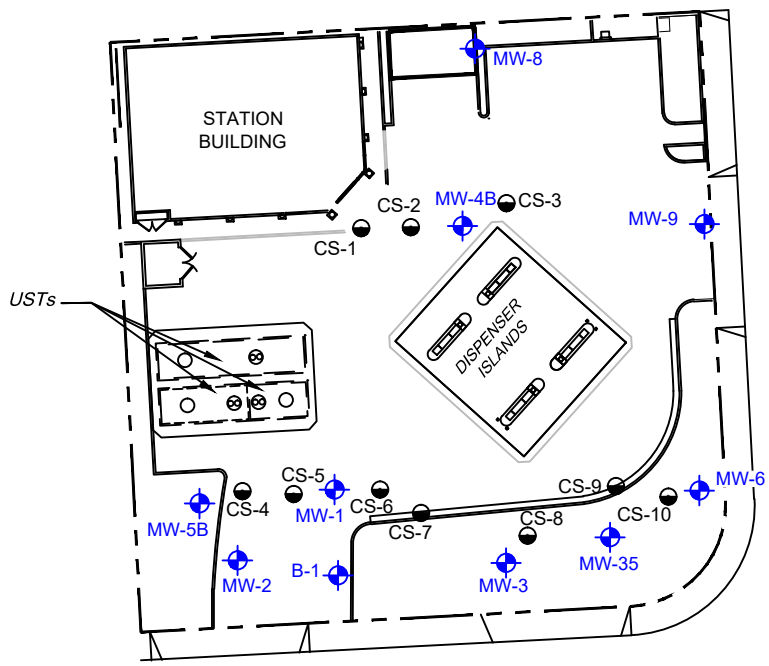 MW-8
STATION
BUILDING
MW-4B
CS-3
CS-2
MW-9
CS-1
USTs
DISPENSER
ISLANDS
CS-5
CS-9
MW-6
CS-4
MW-1
CS-6
CS-10
MW-5B
CS-7
CS-8
B-1
MW-35
MW-2
MW-3